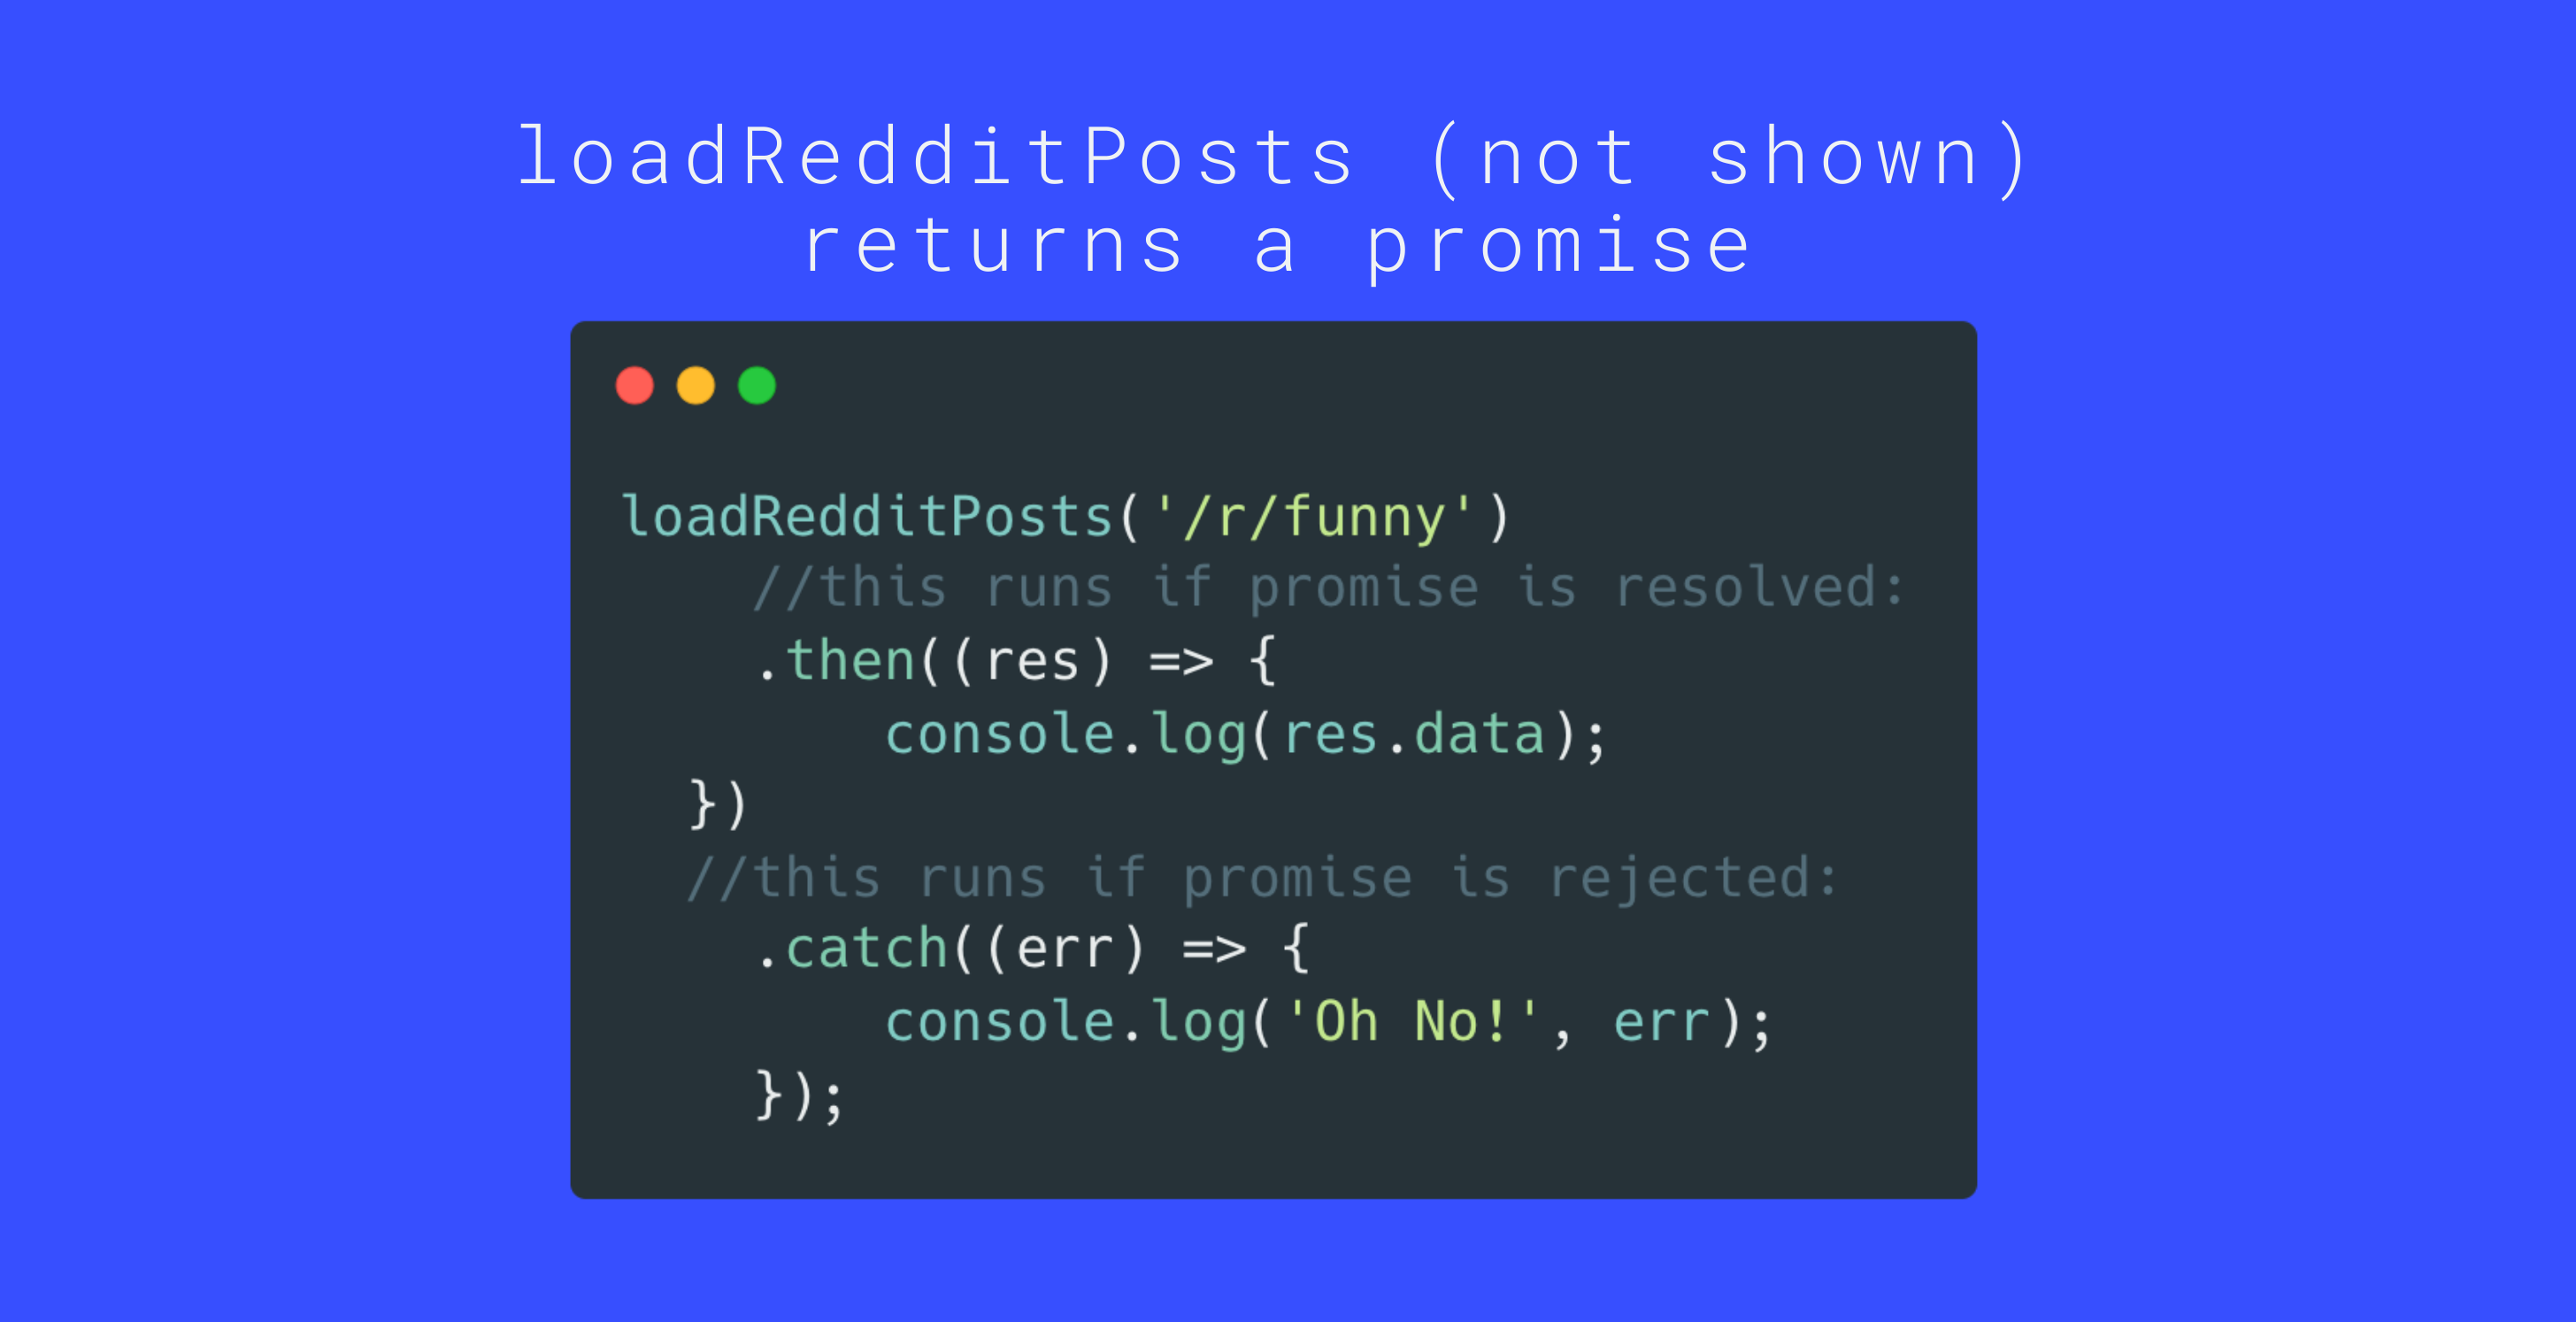 loadRedditPosts (not shown)
returns a promise
loadRedditPosts('/r/funny')
//this runs if promise is resolved:
.then((res) => {
console.log(res.data);
})
//this runs if promise is rejected:
.catch((err) => {
console.log('Oh No!', err);
});